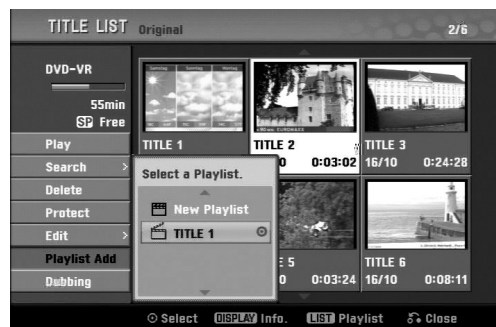 TITLE LIST Original 2/6
DVD-VR
55min
SP Free
Play
Search >
Delete
Protect
Edit >
Playlist Add
Dubbing
TITLE 1
TITLE 2
0 0:03:02
TITLE 3
16/10 0:24:28
Select a Playlist.
New Playlist
TITLE 1
E 5
0 0:03:24
TITLE 6
16/10 0:08:11
Select DISPLAY Info. LIST Playlist Close